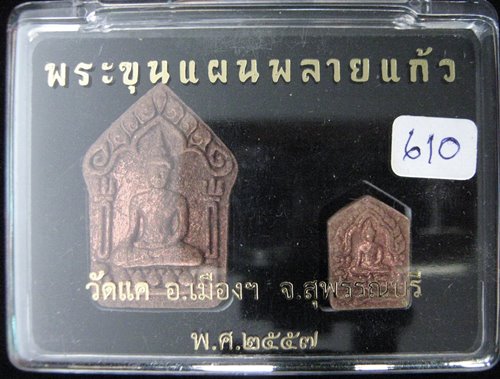 พระขุนแผนพลายแก้ว
610
วัดแค อ.เมืองฯ จ.สุพรรณบุรี
พ.ศ.๒๕๕๗